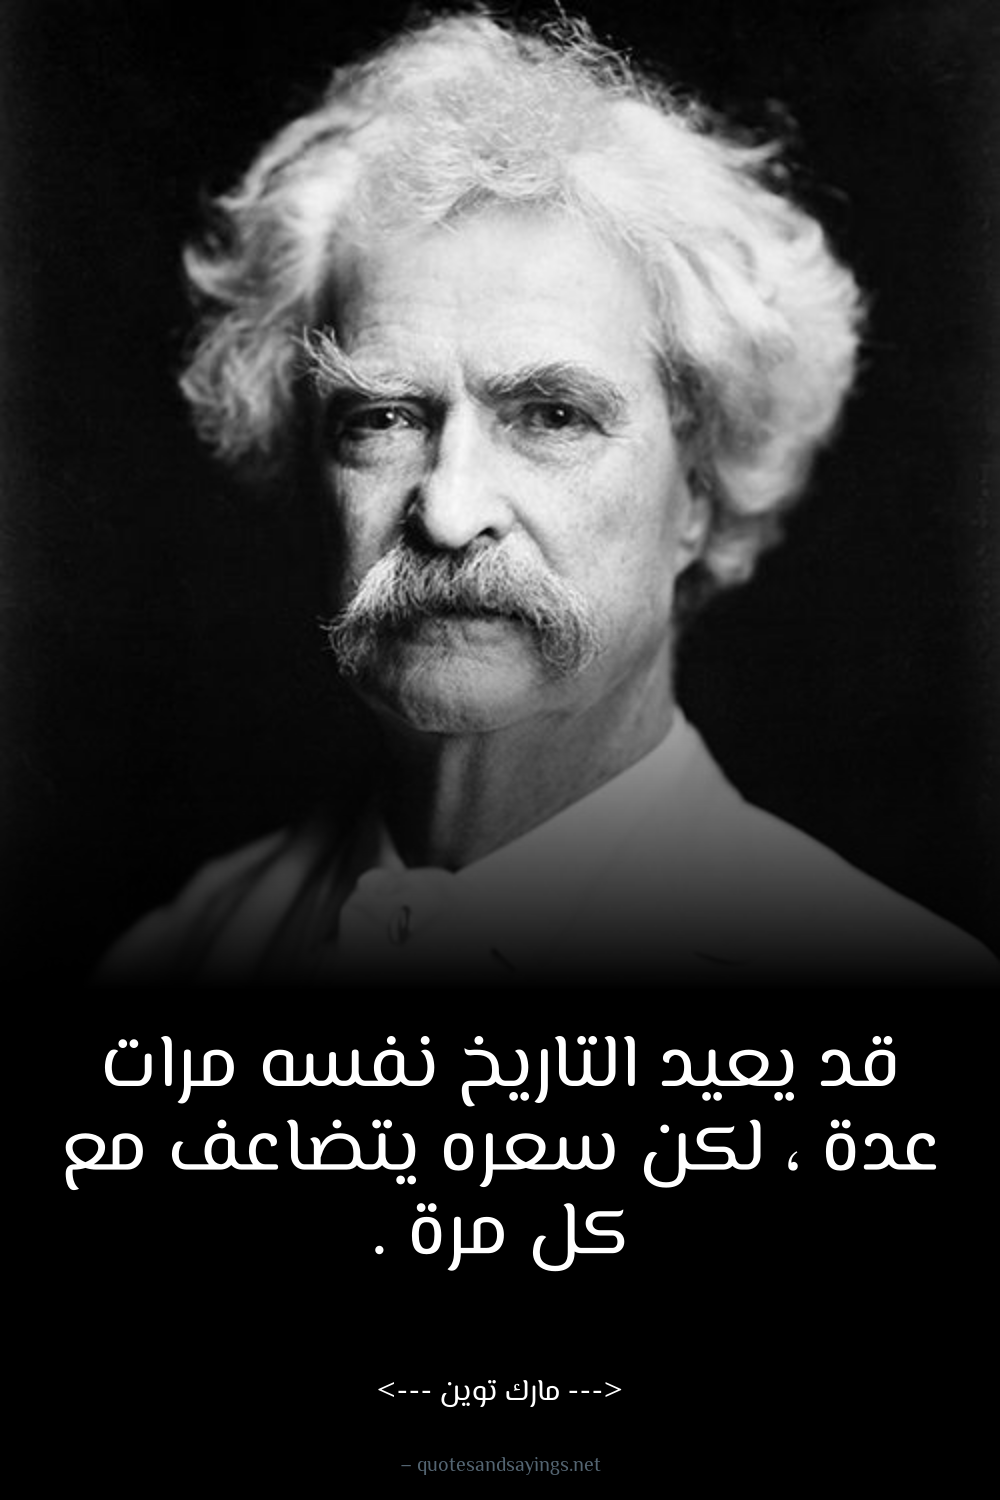 قد يعيد التاريخ نفسه مرات
عدة ، لكن سعره يتضاعف مع
كل مرة .
<--- مارك توين --->
– quotesandsayings.net